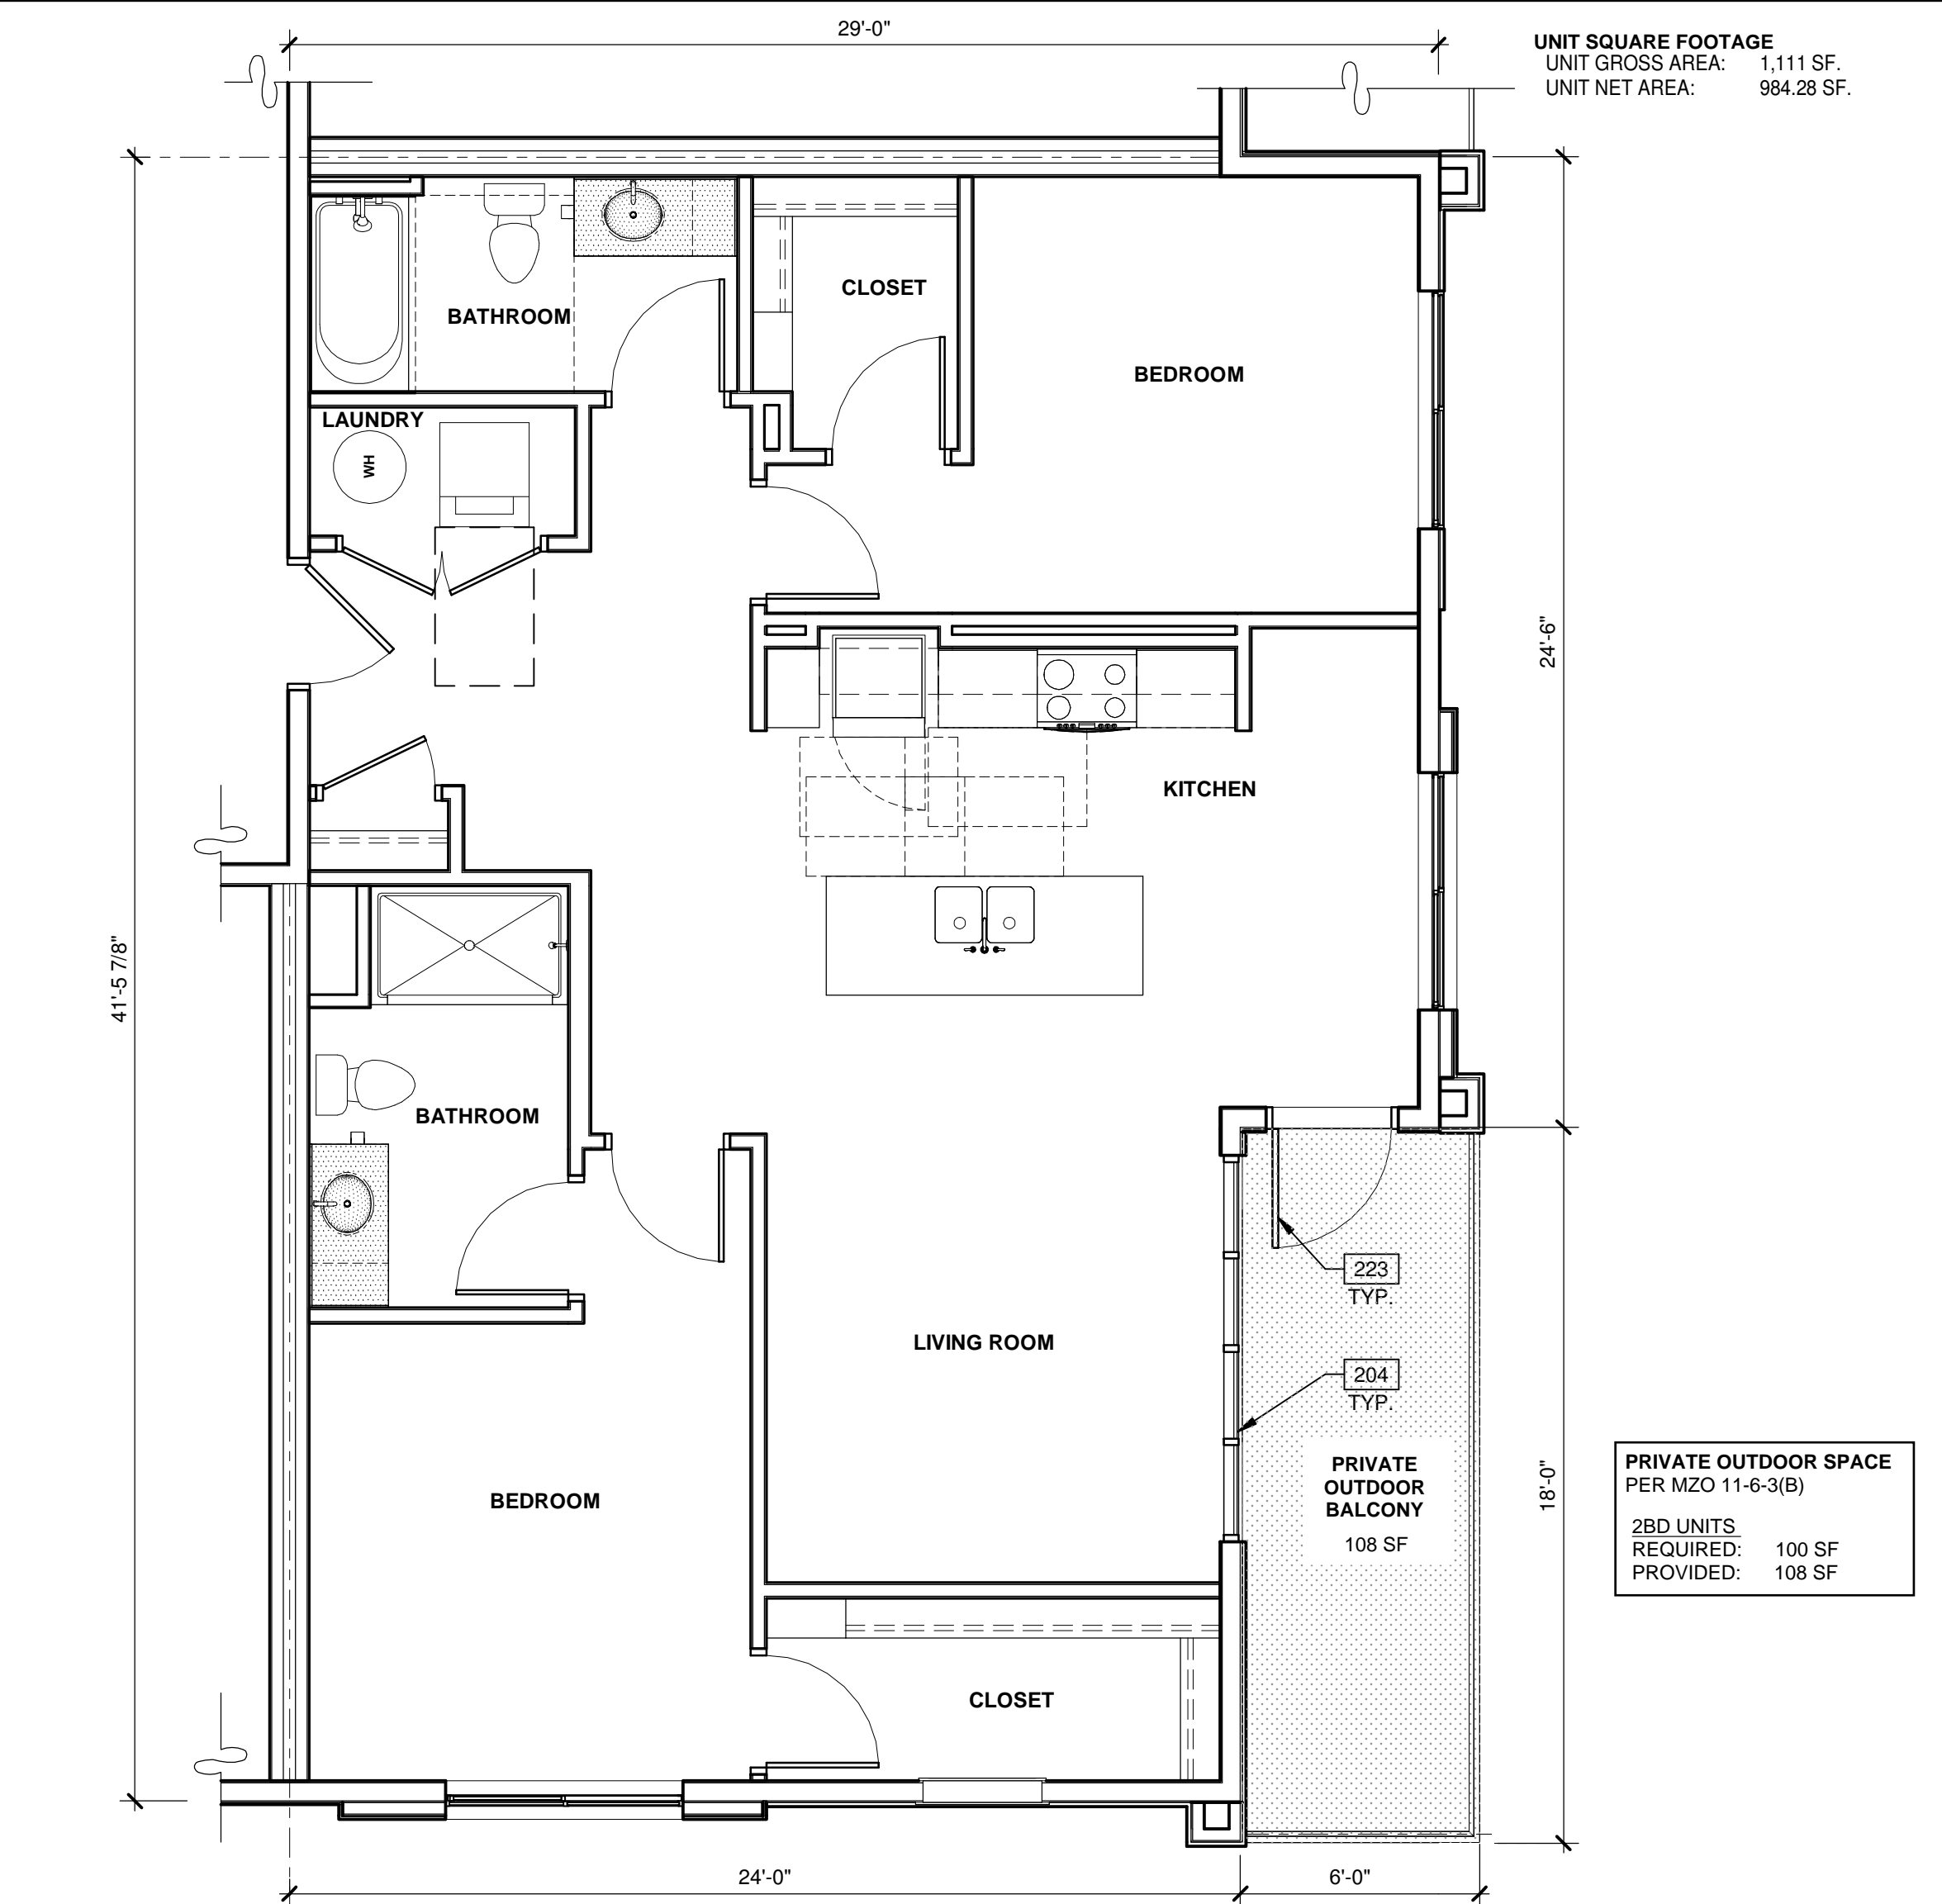 29'-0"
UNIT SQUARE FOOTAGE
UNIT GROSS AREA: 1,111 SF.
UNIT NET AREA: 984.28 SF.
CLOSET
BATHROOM
BEDROOM
LAUNDRY
WH
24'-6"
KITCHEN
41'-5 7/8"
BATHROOM
223
TYP.
LIVING ROOM
204
TYP.
PRIVATE
OUTDOOR
BALCONY
108 SF
18'-0"
PRIVATE OUTDOOR SPACE
PER MZO 11-6-3(B)
2BD UNITS
REQUIRED: 100 SF
PROVIDED: 108 SF
BEDROOM
CLOSET
24'-0"
6'-0"